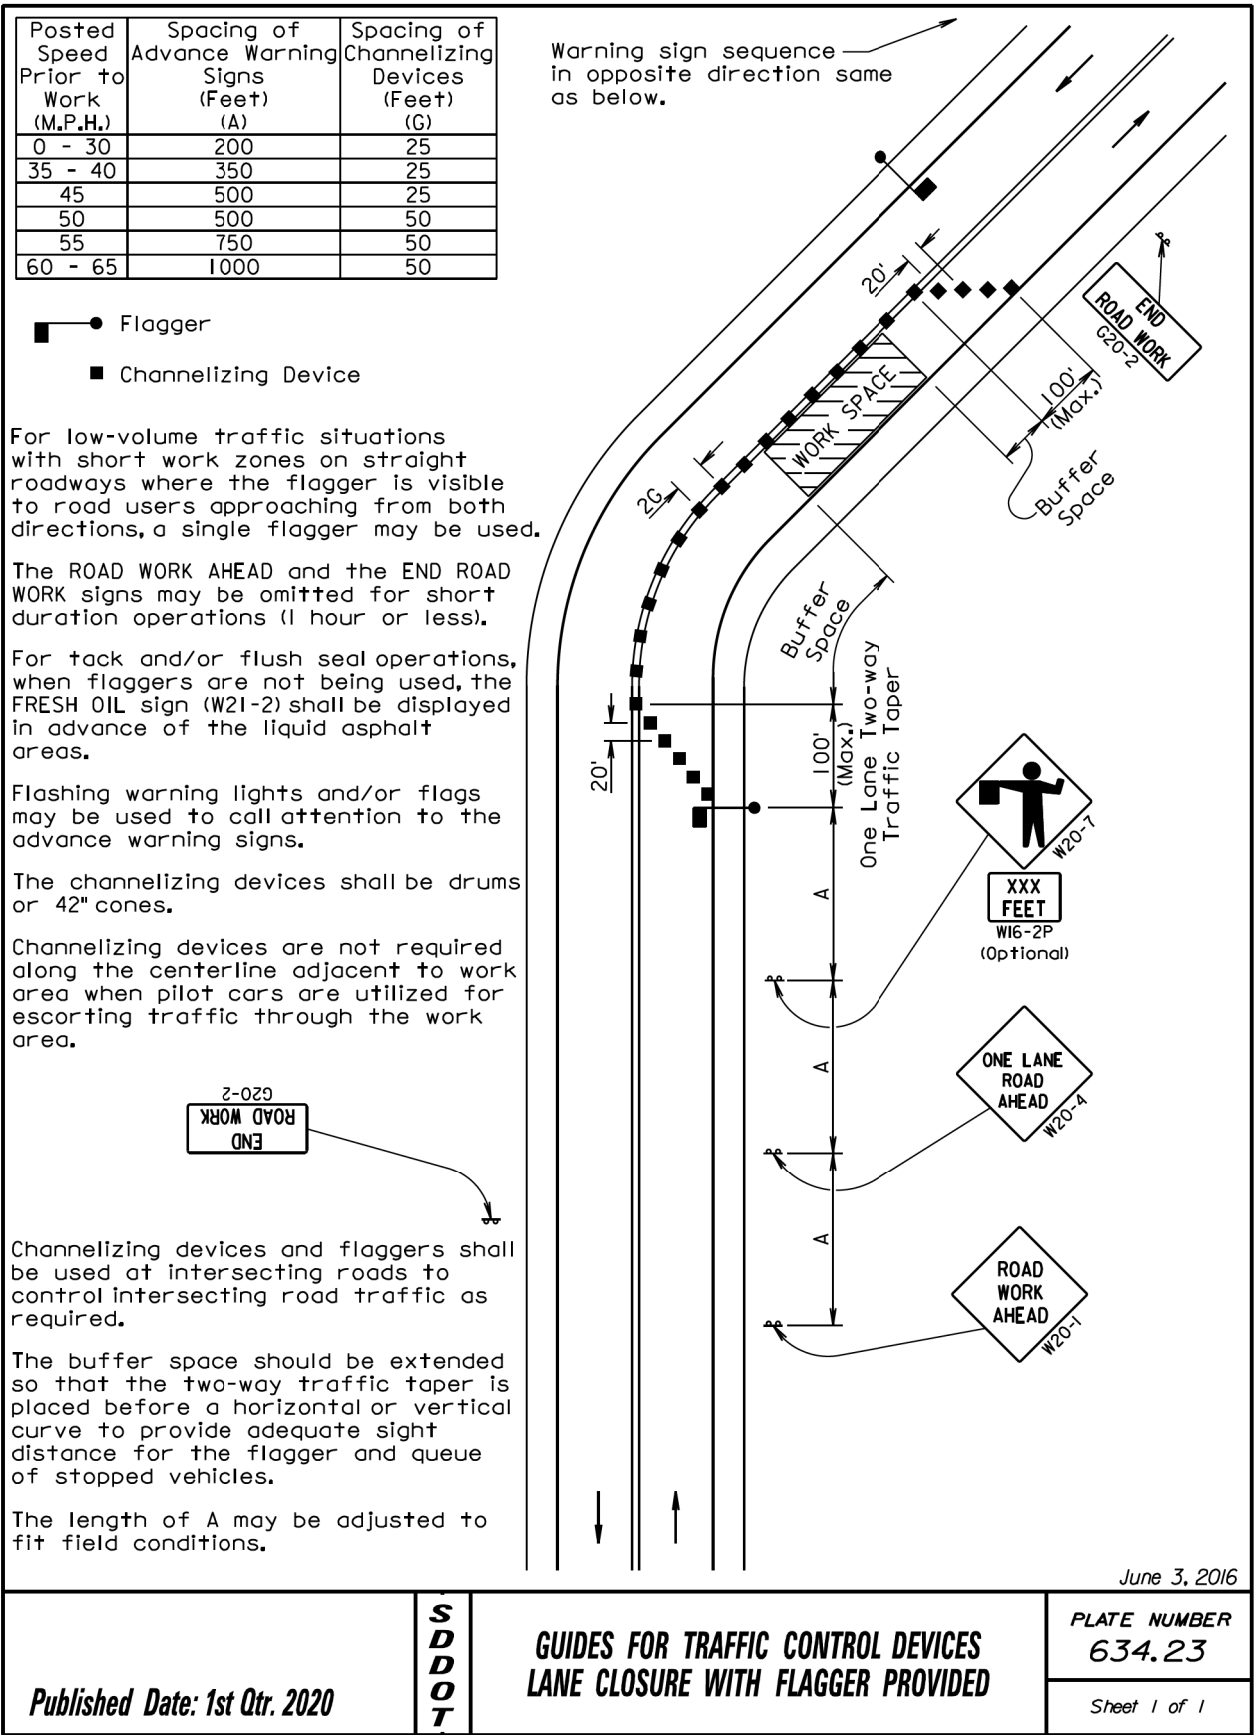 Posted
Speed
Prior to
Work
(M.P.H.)
Spacing of
Advance Warning
Signs
(Feet)
(A)
Spacing of
Channelizing
Devices
(Feet)
(G)
0 - 30 200 25
35 - 40 350 25
45 500 25
50 500 50
55 750 50
60 - 65 1000 50
Flagger
Channelizing Device
Warning sign sequence
in opposite direction same
as below.
For low-volume traffic situations
with short work zones on straight
roadways where the flagger is visible
to road users approaching from both
directions, a single flagger may be used.
The ROAD WORK AHEAD and the END ROAD
WORK signs may be omitted for short
duration operations (1 hour or less).
For tack and/or flush seal operations,
when flaggers are not being used, the
FRESH OIL sign (W21-2) shall be displayed
in advance of the liquid asphalt
areas.
Flashing warning lights and/or flags
may be used to call attention to the
advance warning signs.
The channelizing devices shall be drums
or 42" cones.
Channelizing devices are not required
along the centerline adjacent to work
area when pilot cars are utilized for
escorting traffic through the work
area.
END
ROAD WORK
G20-2
Channelizing devices and flaggers shall
be used at intersecting roads to
control intersecting road traffic as
required.
The buffer space should be extended
so that the two-way traffic taper is
placed before a horizontal or vertical
curve to provide adequate sight
distance for the flagger and queue
of stopped vehicles.
The length of A may be adjusted to
fit field conditions.
20'
END
ROAD WORK
G20-2
100'
(Max.)
Buffer
Space
WORK SPACE
2G
Buffer
Space
20'
100'
(Max.)
One Lane Two-way
Traffic Taper
A
A
A
W20-7
XXX
FEET
W16-2P
(Optional)
ONE LANE
ROAD
AHEAD
W20-4
ROAD
WORK
AHEAD
W20-1
June 3, 2016
Published Date: 1st Qtr. 2020
S
D
D
O
T
GUIDES FOR TRAFFIC CONTROL DEVICES
LANE CLOSURE WITH FLAGGER PROVIDED
PLATE NUMBER
634.23
Sheet 1 of 1